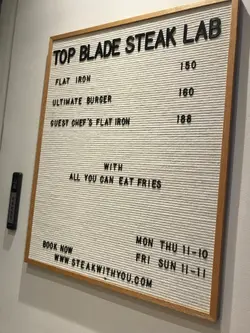 TOP BLADE STEAK LAB
FLAT IRON 150
ULTIMATE BURGER 160
GUEST CHEF'S FLAT IRON 188
WITH
ALL YOU CAN EAT FRIES
MON THU 11-10
BOOK NOW FRI SUN 11-11
WWW.STEAKWITHYOU.COM